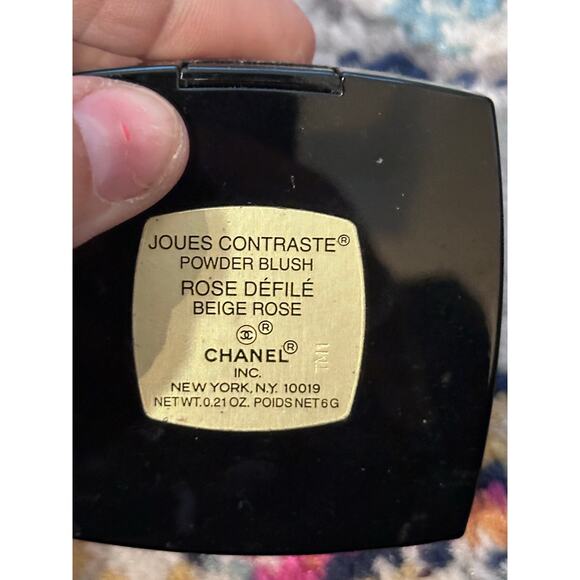 JOUES CONTRASTE®
POWDER BLUSH
ROSE DÉFILÉ
BEIGE ROSE
®
CHANEL®
INC.
NEW YORK, N.Y. 10019
NET WT. 0.21 OZ. POIDS NET 6 G